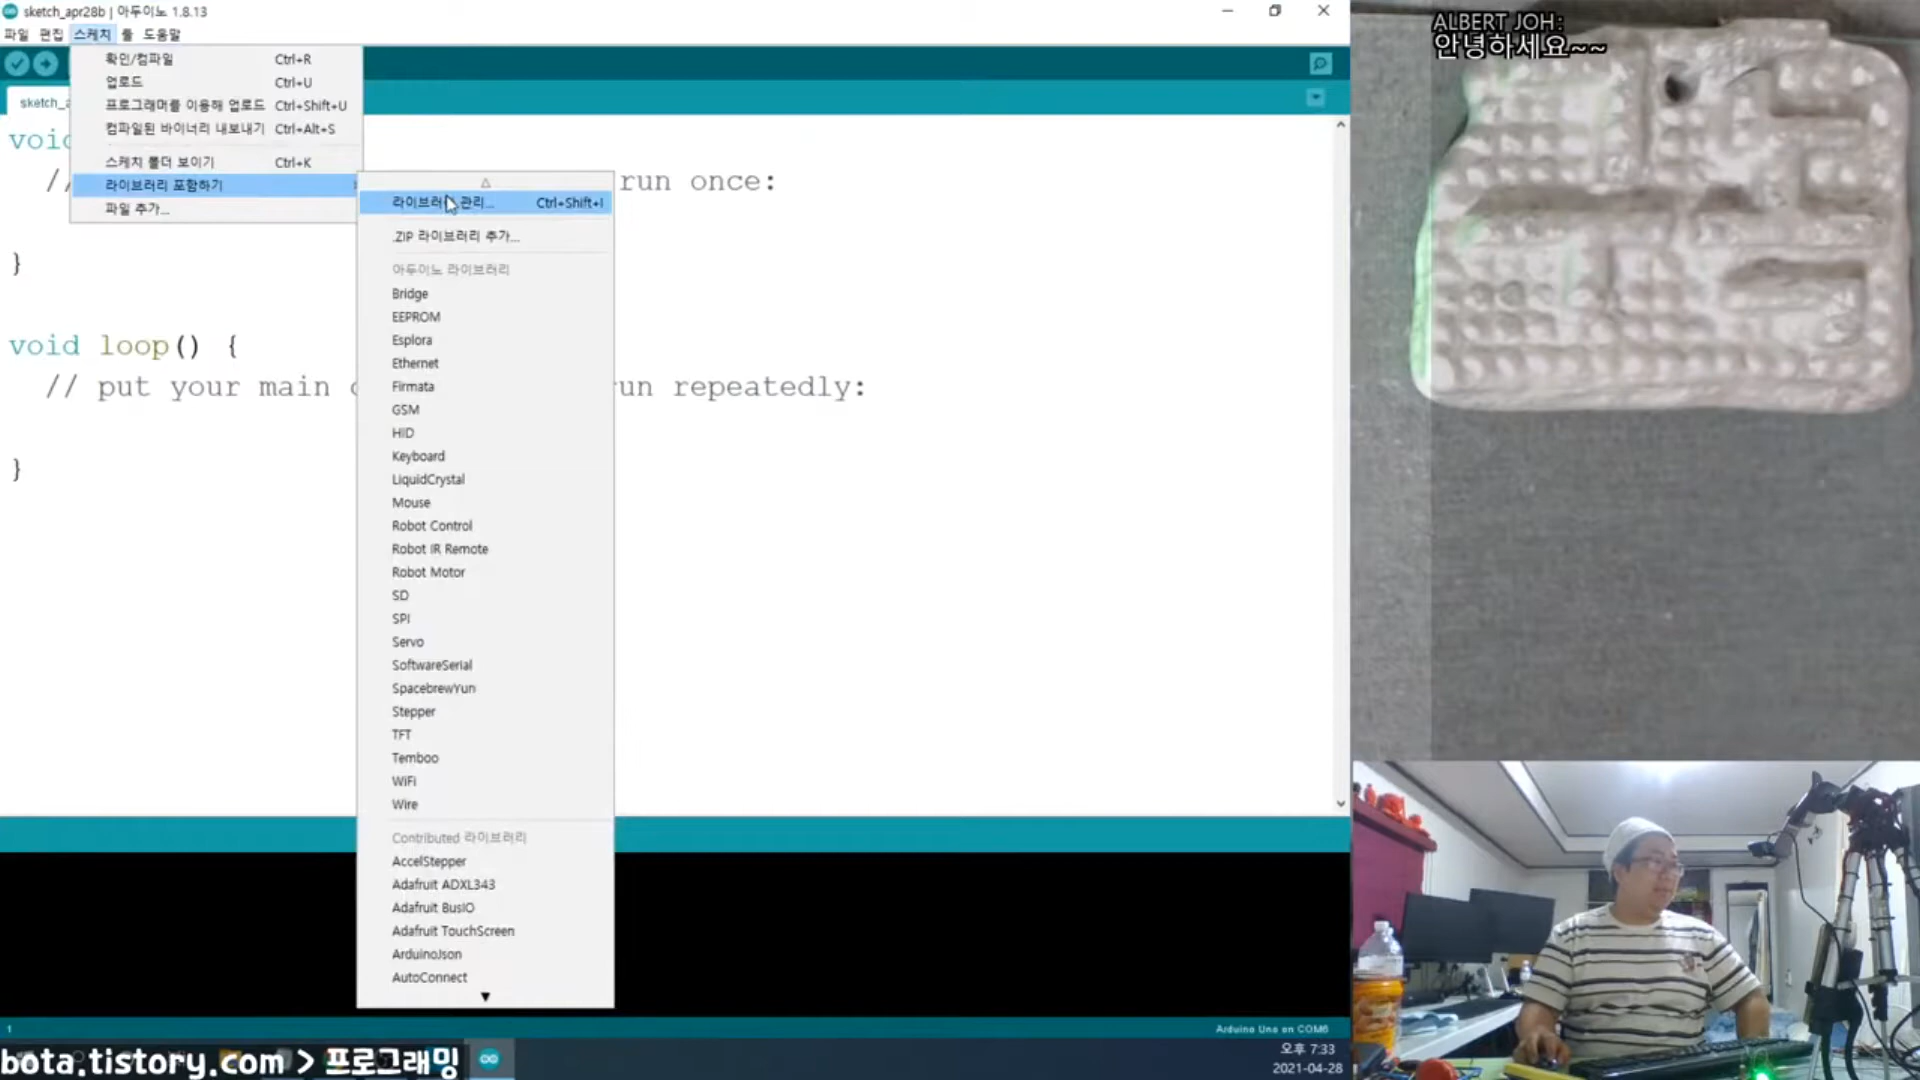 sketch_apr28b | 아두이노 1.8.13
파일 편집 스케치 툴 도움말
확인/컴파일 Ctrl+R
업로드 Ctrl+U
프로그래머를 이용해 업로드 Ctrl+Shift+U
컴파일된 바이너리 내보내기 Ctrl+Alt+S
스케치 폴더 보이기 Ctrl+K
라이브러리 포함하기
파일 추가...
sketch_a
void
// run once:
}
void loop() {
// put your main c un repeatedly:
}
라이브러리 관리... Ctrl+Shift+I
.ZIP 라이브러리 추가...
아두이노 라이브러리
Bridge
EEPROM
Esplora
Ethernet
Firmata
GSM
HID
Keyboard
LiquidCrystal
Mouse
Robot Control
Robot IR Remote
Robot Motor
SD
SPI
Servo
SoftwareSerial
SpacebrewYun
Stepper
TFT
Temboo
WiFi
Wire
Contributed 라이브러리
AccelStepper
Adafruit ADXL343
Adafruit BusIO
Adafruit TouchScreen
ArduinoJson
AutoConnect
1
Arduino Uno on COM6
bota.tistory.com > 프로그래밍
오후 7:33
2021-04-28
ALBERT JOH:
안녕하세요~~